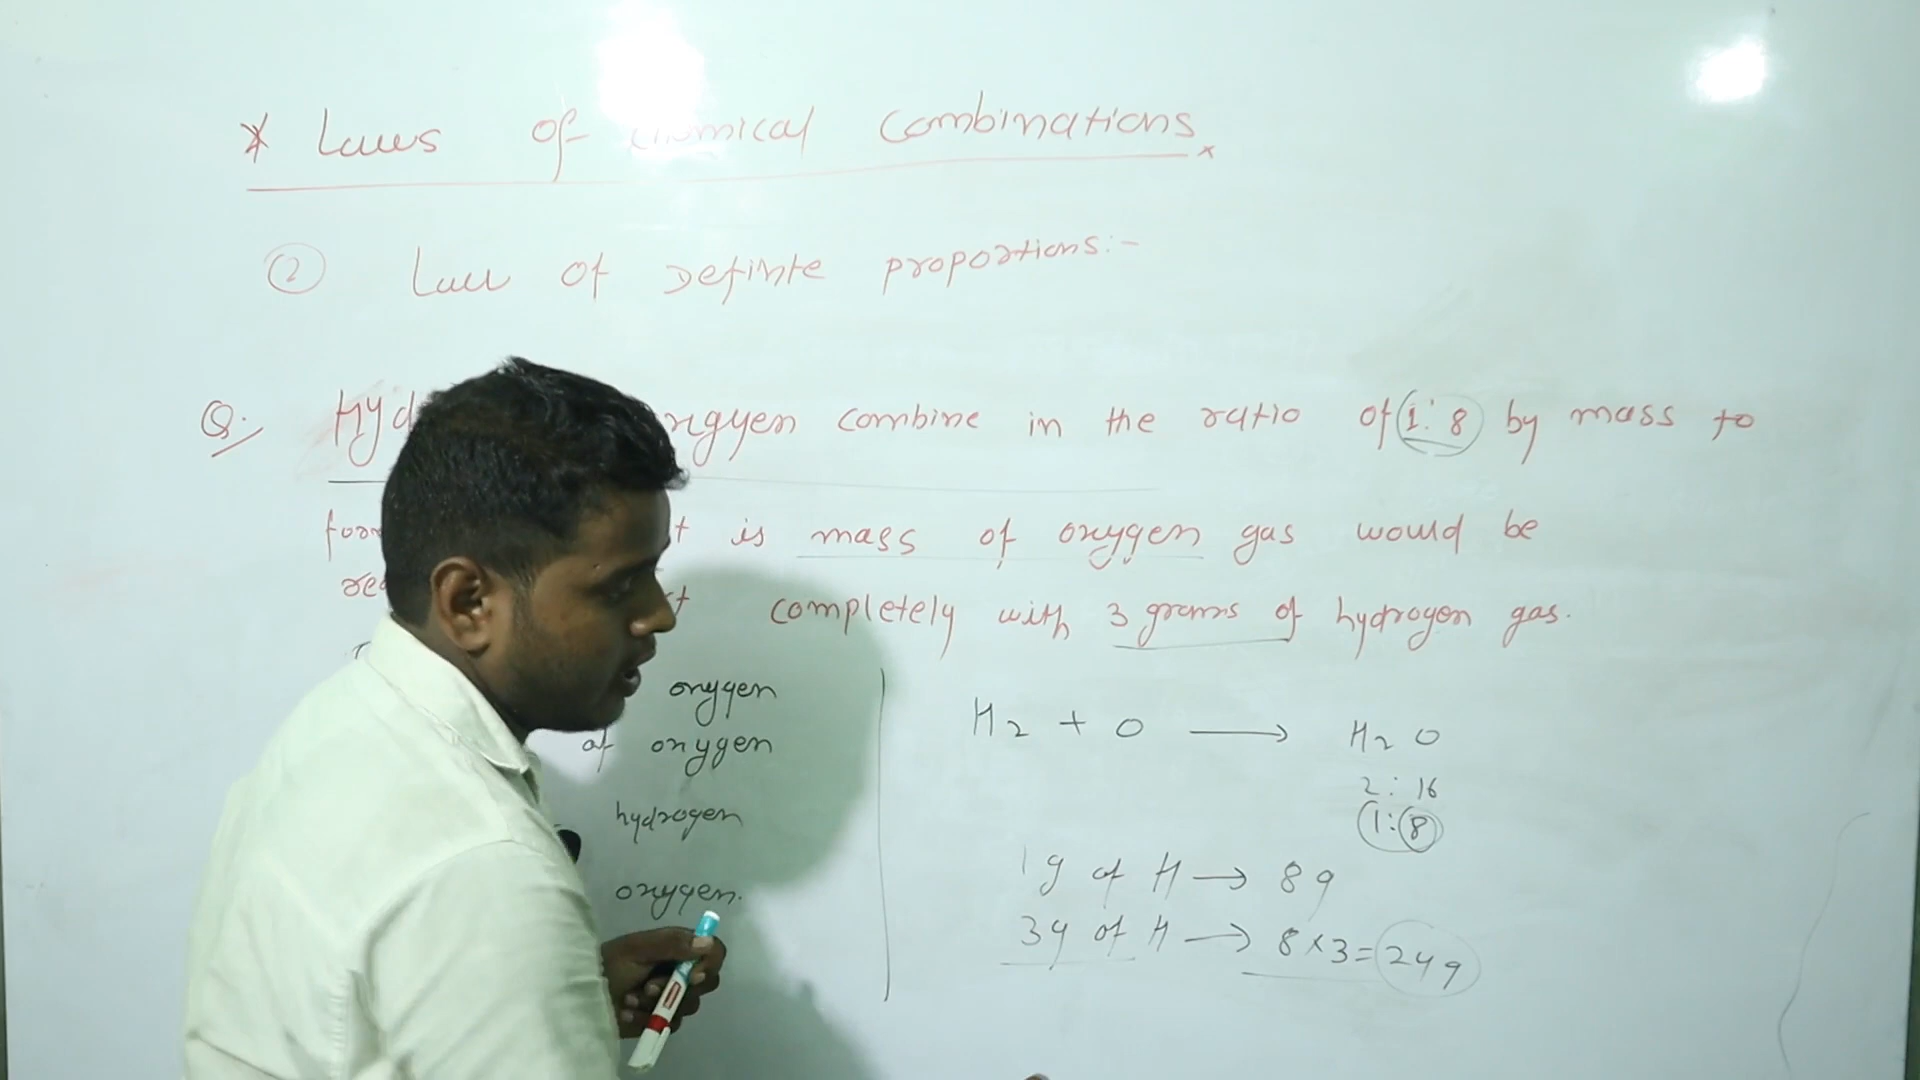 * Laws of Chemical Combinations x
② Law of Definite proportions:-
Q. Hyd oxygyen combine in the ratio of 1:8 by mass to
form is mass of oxygen gas would be
completely with 3 grams of hydrogen gas.
oxygen
of oxygen
hydrogen
oxygen.
H2 + O → H2O
2:16
1:8
1g of H → 8g
3g of H → 8×3=24g